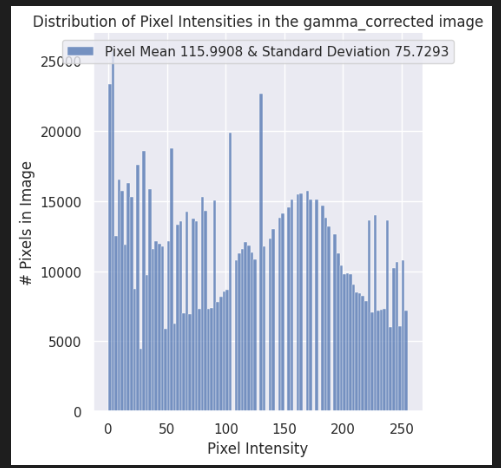 Distribution of Pixel Intensities in the gamma_corrected image
Pixel Mean 115.9908 & Standard Deviation 75.7293
25000
20000
15000
10000
5000
0
# Pixels in Image
0 50 100 150 200 250
Pixel Intensity